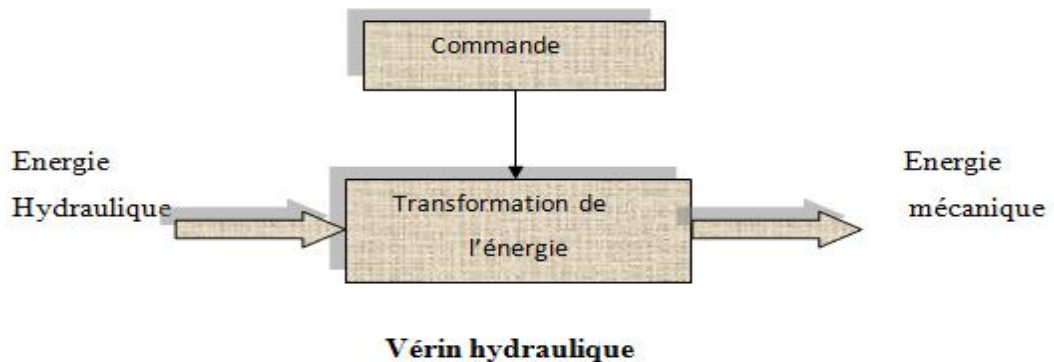 Commande
Energie
Hydraulique
Transformation de
l'énergie
Energie
mécanique
Vérin hydraulique